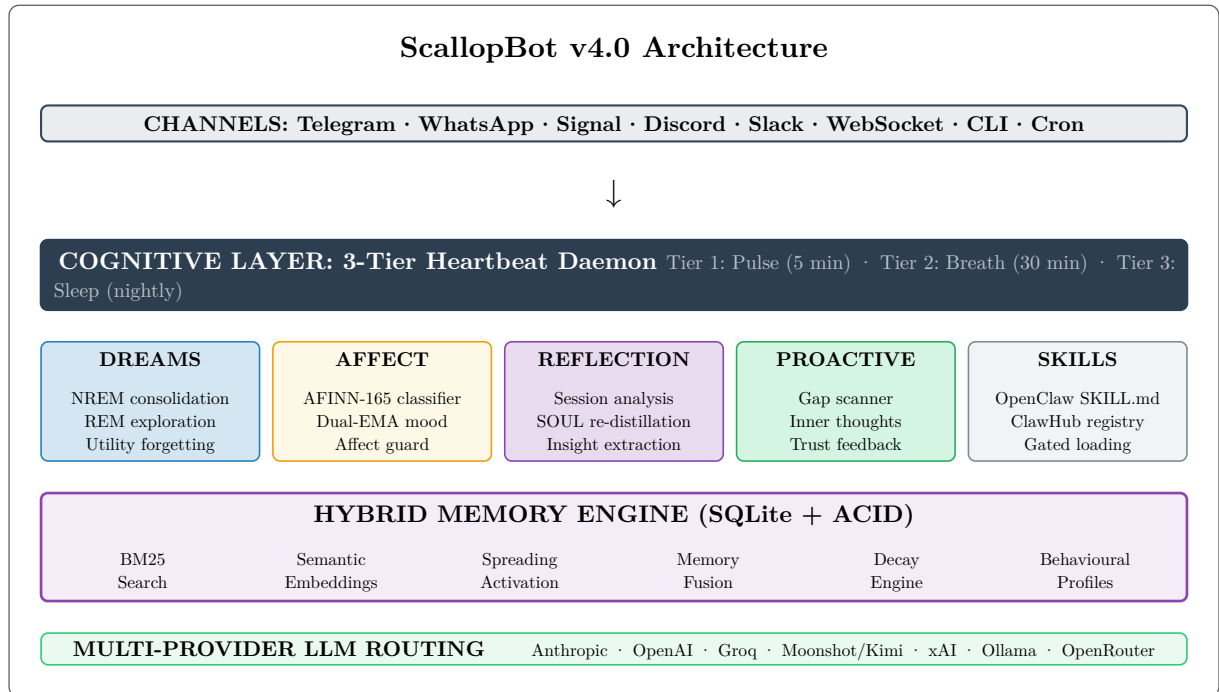 ScallopBot v4.0 Architecture
CHANNELS: Telegram · WhatsApp · Signal · Discord · Slack · WebSocket · CLI · Cron
↓
COGNITIVE LAYER: 3-Tier Heartbeat Daemon Tier 1: Pulse (5 min) · Tier 2: Breath (30 min) · Tier 3:
Sleep (nightly)
DREAMS
NREM consolidation
REM exploration
Utility forgetting
AFFECT
AFINN-165 classifier
Dual-EMA mood
Affect guard
REFLECTION
Session analysis
SOUL re-distillation
Insight extraction
PROACTIVE
Gap scanner
Inner thoughts
Trust feedback
SKILLS
OpenClaw SKILL.md
ClawHub registry
Gated loading
HYBRID MEMORY ENGINE (SQLite + ACID)
BM25
Search
Semantic
Embeddings
Spreading
Activation
Memory
Fusion
Decay
Engine
Behavioural
Profiles
MULTI-PROVIDER LLM ROUTING Anthropic · OpenAI · Groq · Moonshot/Kimi · xAI · Ollama · OpenRouter